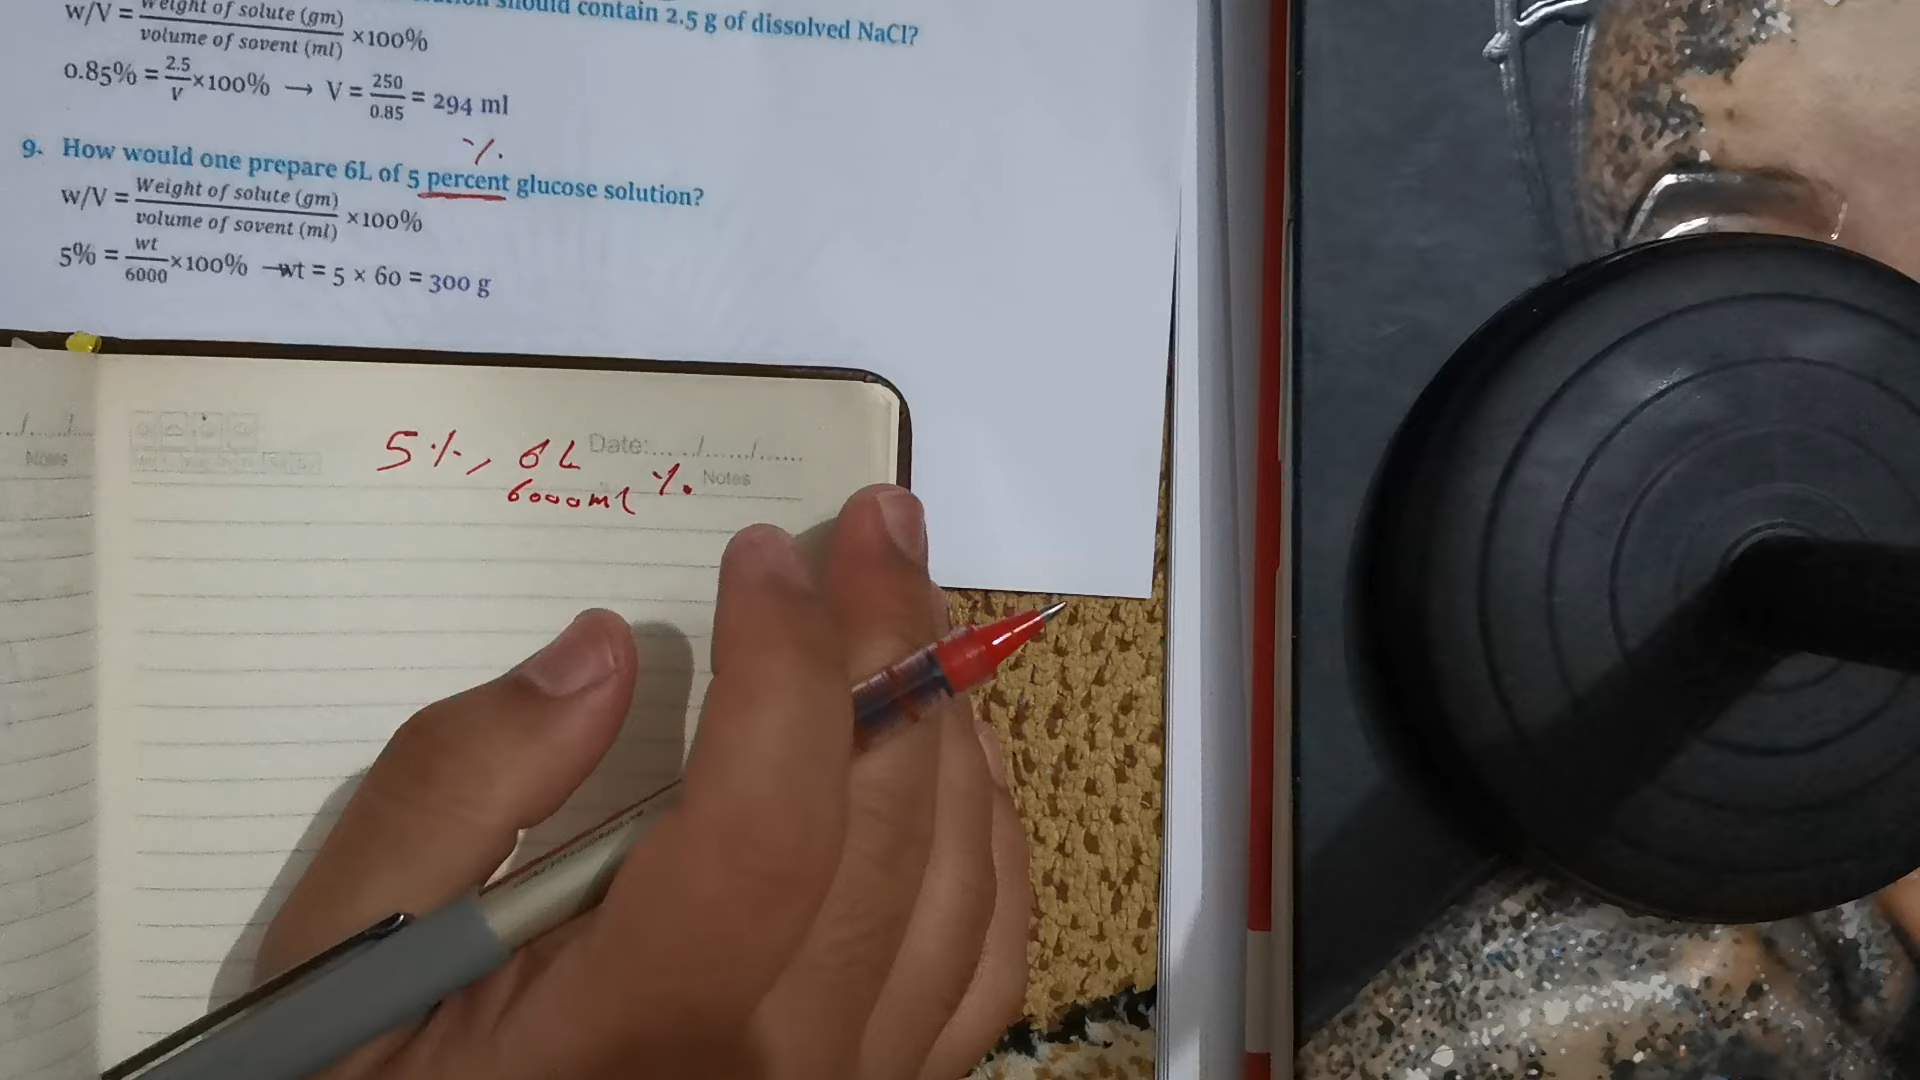 should contain 2.5 g of dissolved NaCl?
w/V = Weight of solute (gm) / volume of sovent (ml) ×100%
0.85% = 2.5/V ×100% → V = 250/0.85 = 294 ml
%
9. How would one prepare 6L of 5 percent glucose solution?
w/V = Weight of solute (gm) / volume of sovent (ml) ×100%
5% = wt/6000 ×100% →wt = 5 × 60 = 300 g
5%, 6L Date:..../..../....
6000ml %. Notes
Notes